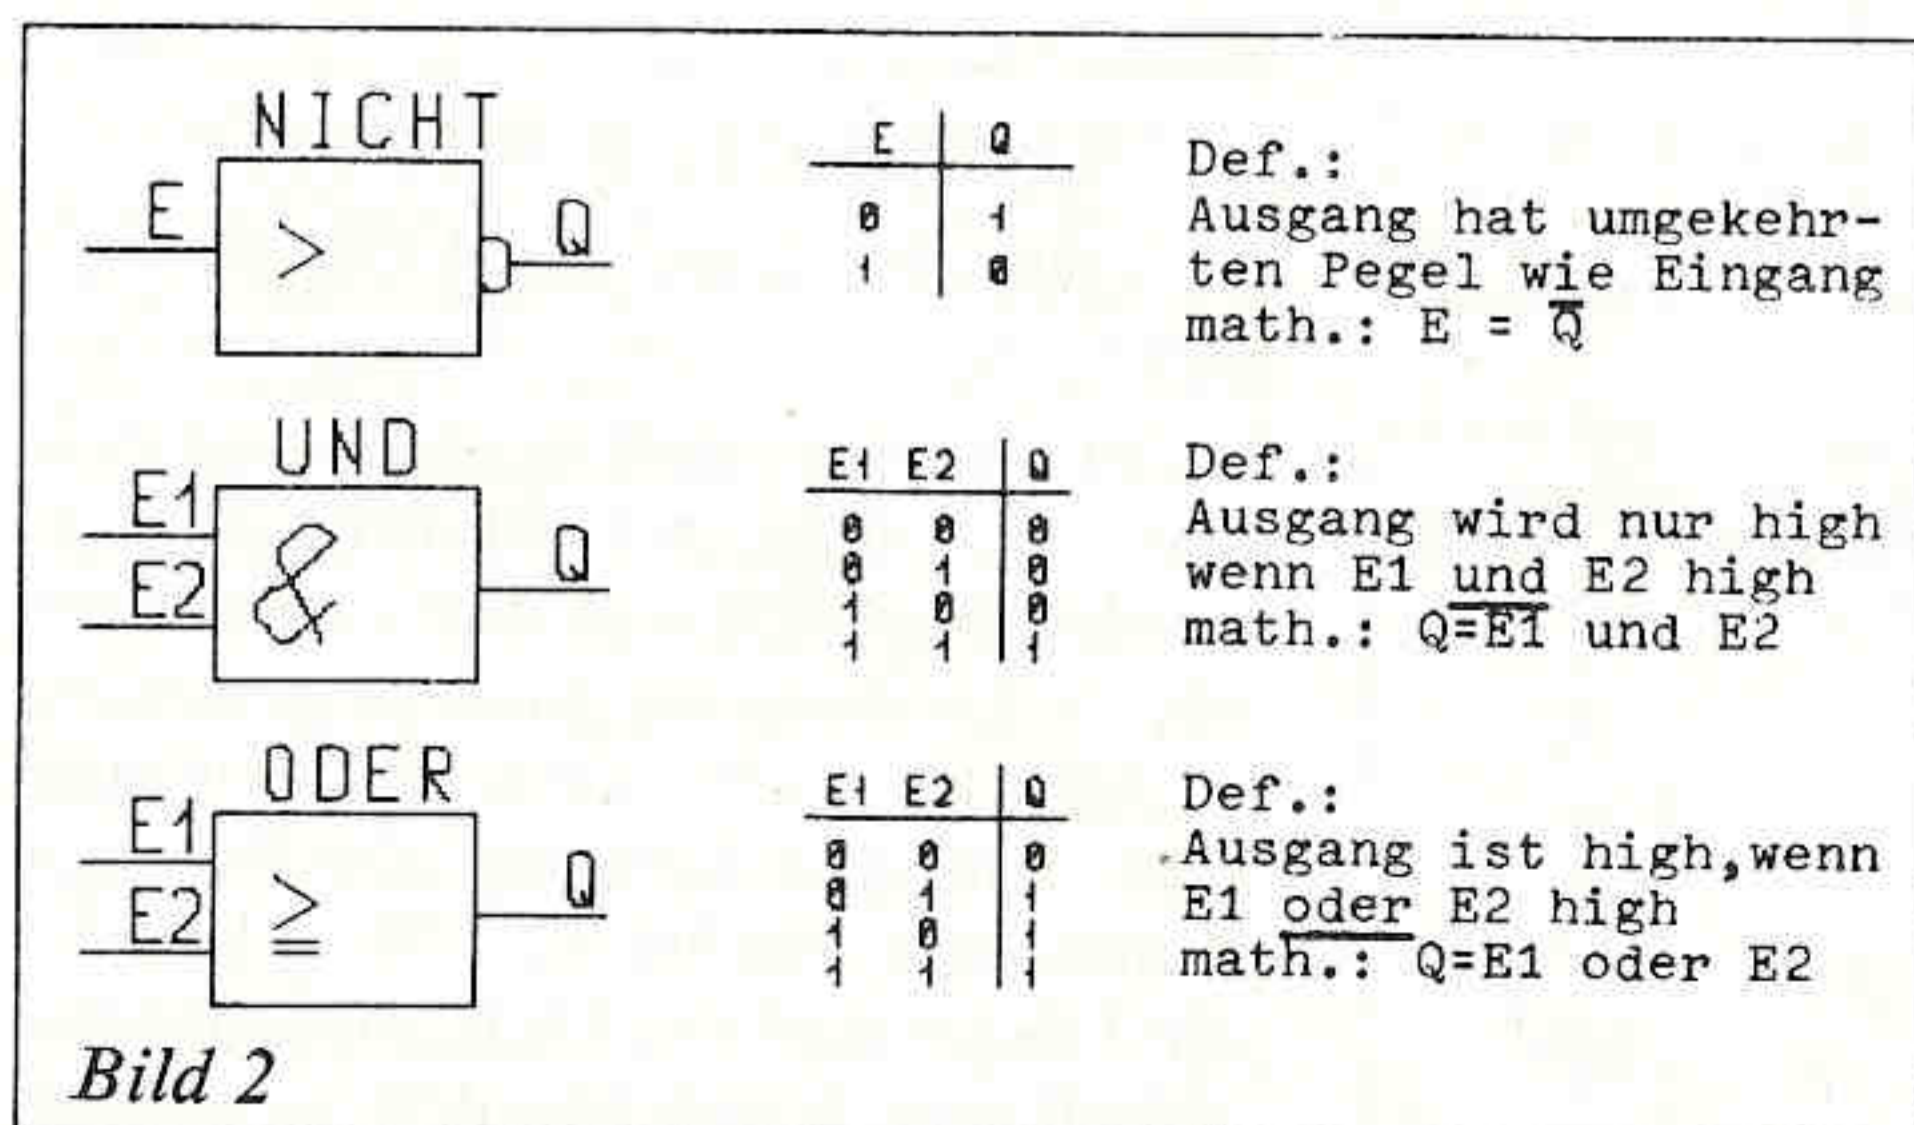 NICHT
E
>
Q
E Q
0 1
1 0
Def.:
Ausgang hat umgekehr-
ten Pegel wie Eingang
math.: E = Q̅
UND
E1
E2
&
Q
E1 E2 Q
0 0 0
0 1 0
1 0 0
1 1 1
Def.:
Ausgang wird nur high
wenn E1 und E2 high
math.: Q=E1 und E2
ODER
E1
E2
≧
Q
E1 E2 Q
0 0 0
0 1 1
1 0 1
1 1 1
Def.:
Ausgang ist high,wenn
E1 oder E2 high
math.: Q=E1 oder E2
Bild 2